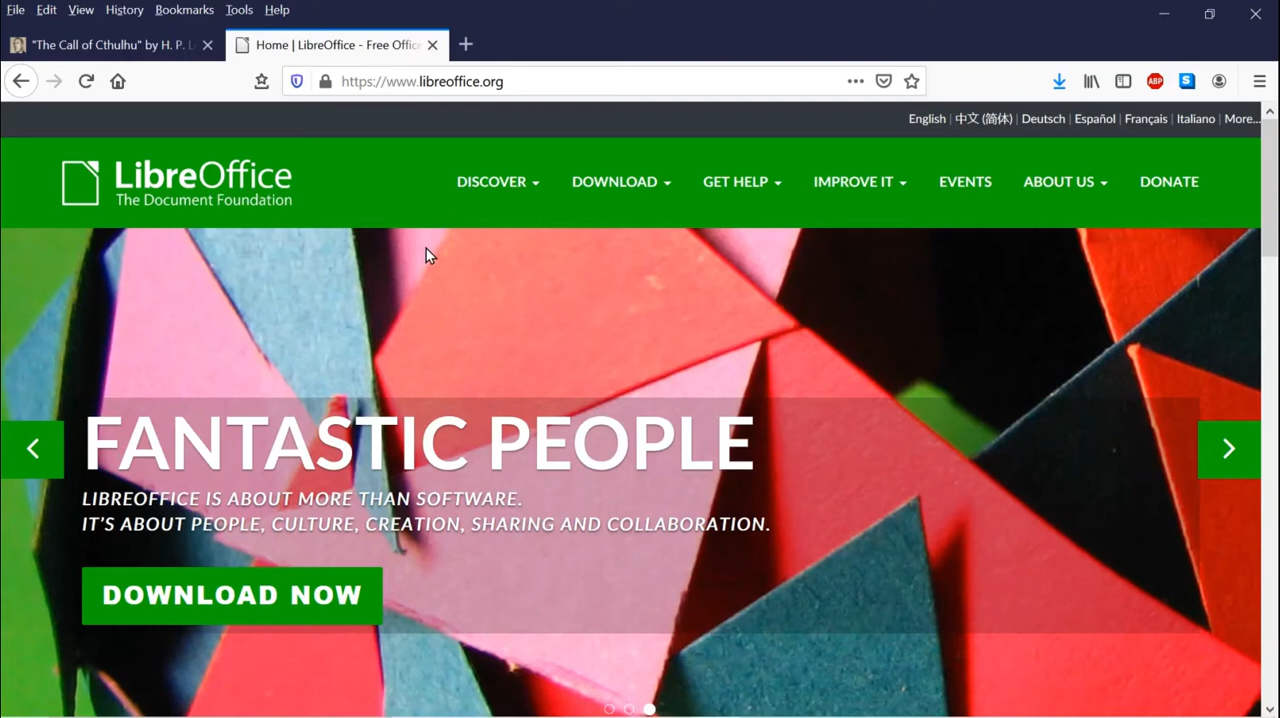 File Edit View History Bookmarks Tools Help
"The Call of Cthulhu" by H. P. L
Home | LibreOffice - Free Office
https://www.libreoffice.org
ABP
S
English | 中文 (简体) | Deutsch | Español | Français | Italiano | More...
LibreOffice
The Document Foundation
DISCOVER DOWNLOAD GET HELP IMPROVE IT EVENTS ABOUT US DONATE
FANTASTIC PEOPLE
LIBREOFFICE IS ABOUT MORE THAN SOFTWARE.
IT'S ABOUT PEOPLE, CULTURE, CREATION, SHARING AND COLLABORATION.
DOWNLOAD NOW